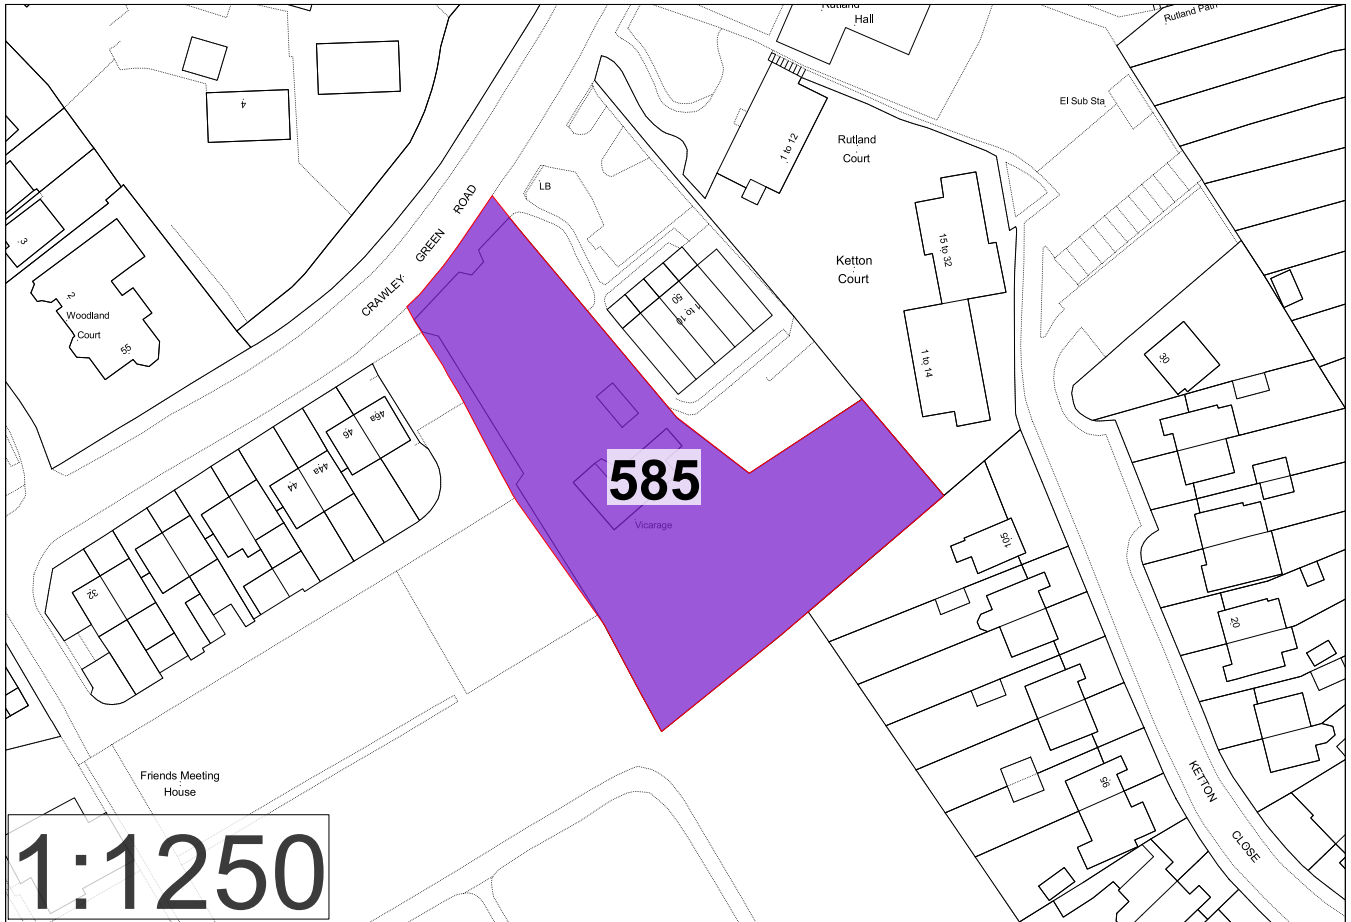 Rutland
Hall
Rutland Path
4
El Sub Sta
1 to 12
Rutland
Court
LB
CRAWLEY GREEN ROAD
3
15 to 32
Ketton
Court
2
Woodland
Court
55
50
1 to 16
1 to 14
30
46a
46
44a
44
585
Vicarage
105
32
20
Friends Meeting
House
95
KETTON CLOSE
1:1250